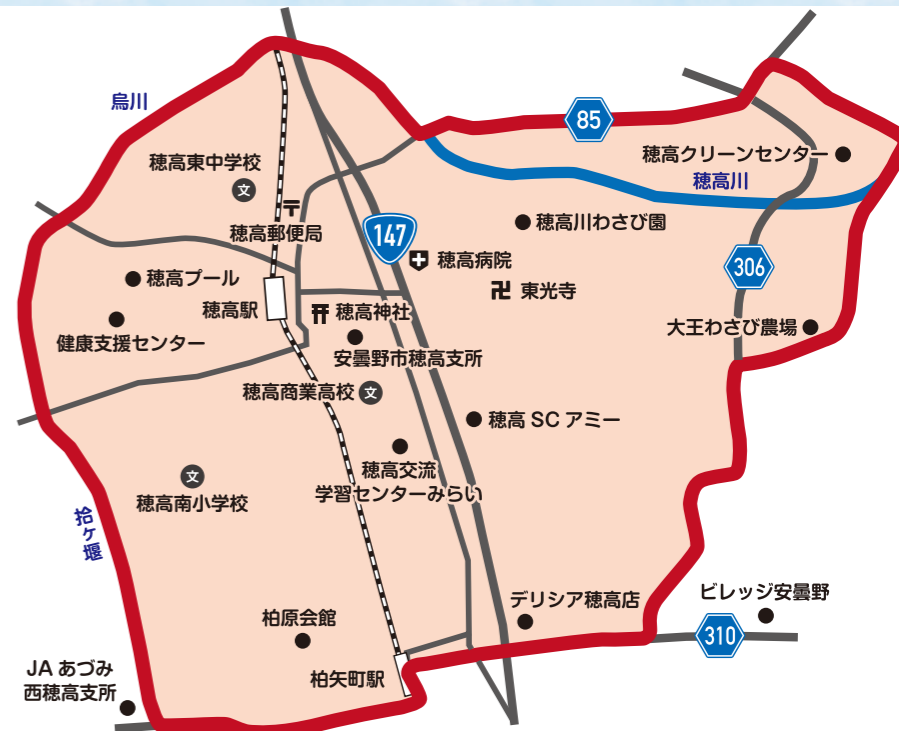 烏川
85
穂高東中学校
文
穂高クリーンセンター
穂高川
穂高郵便局
147
穂高川わさび園
穂高病院
306
穂高プール
東光寺
穂高駅
穂高神社
大王わさび農場
健康支援センター
安曇野市穂高支所
穂高商業高校
文
穂高 SC アミー
穂高交流
学習センターみらい
文
穂高南小学校
拾ケ堰
デリシア穂高店
ビレッジ安曇野
310
柏原会館
JA あづみ
西穂高支所
柏矢町駅